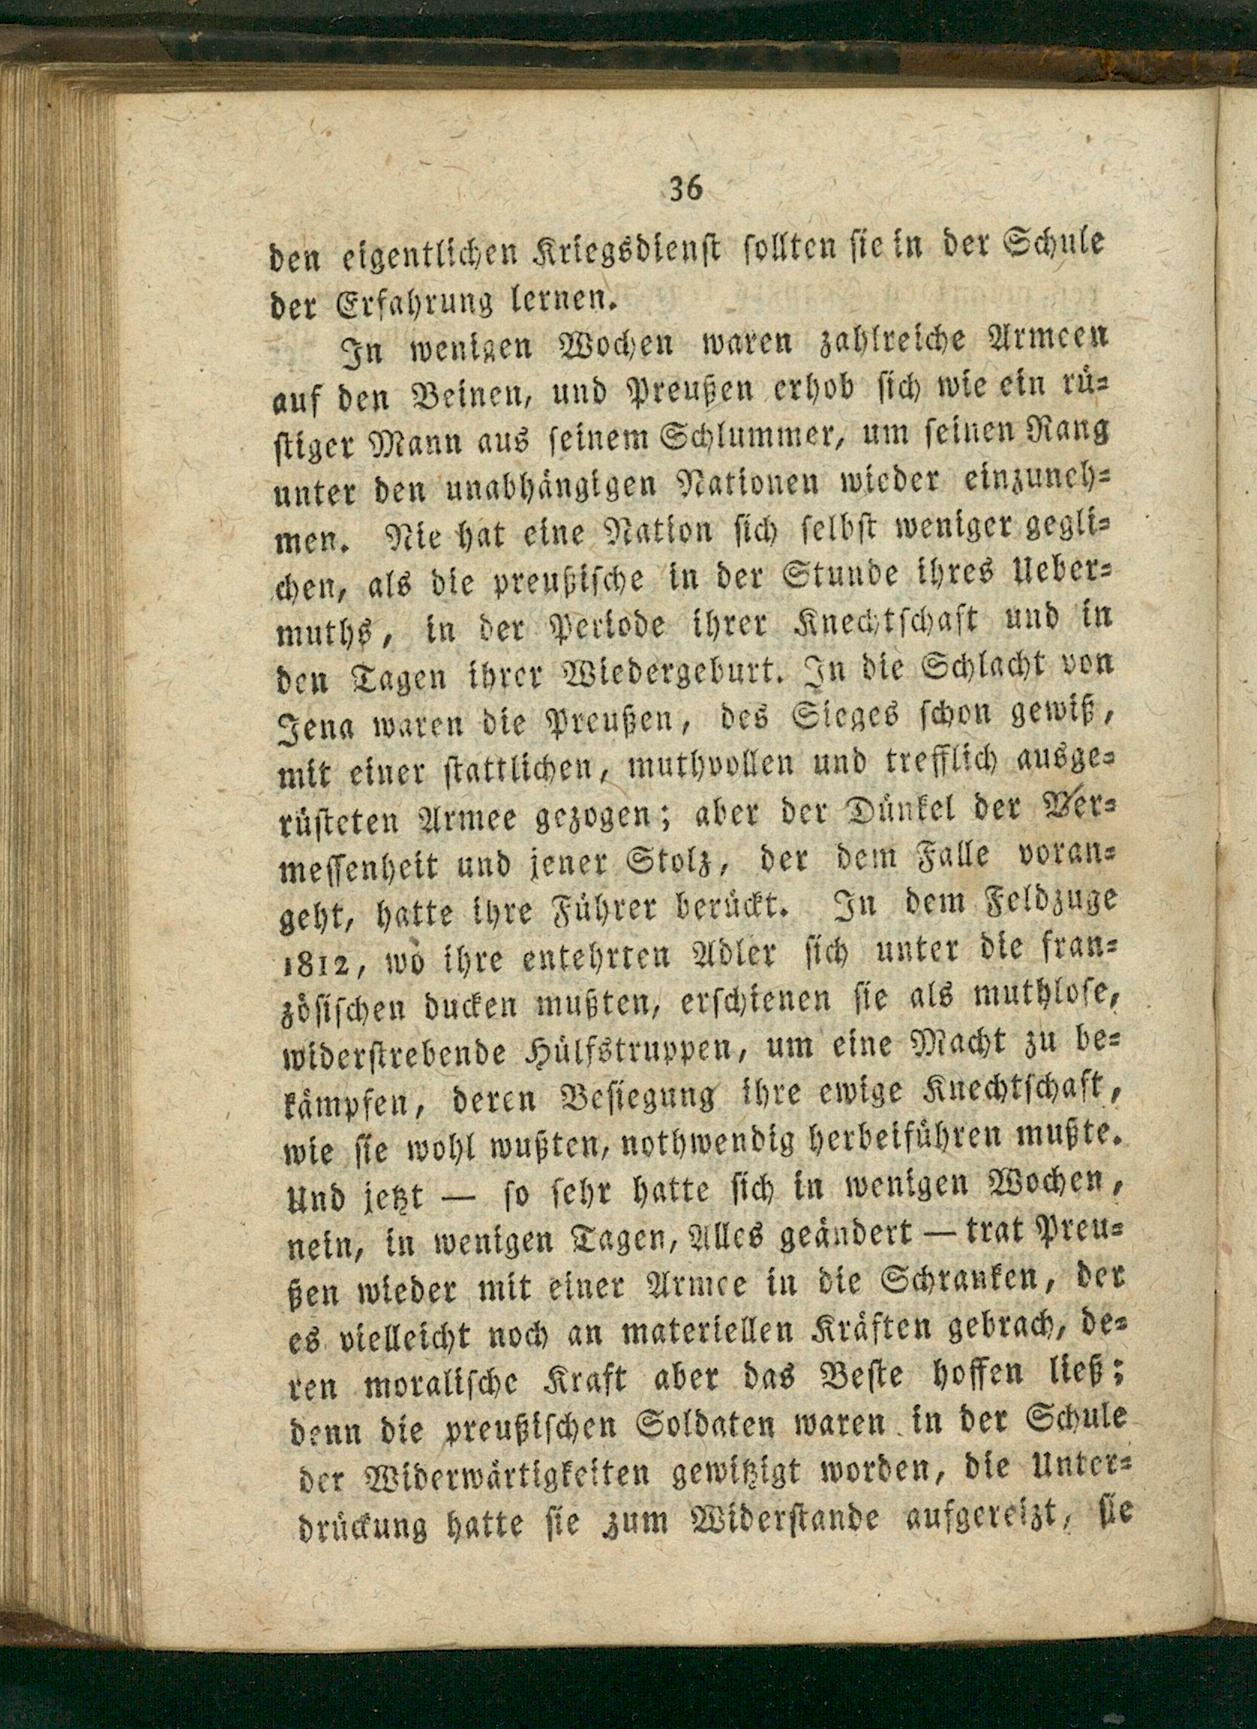 36
den eigentlichen Kriegsdienst sollten sie in der Schule
der Erfahrung lernen.
In wenigen Wochen waren zahlreiche Armeen
auf den Beinen, und Preußen erhob sich wie ein rü-
stiger Mann aus seinem Schlummer, um seinen Rang
unter den unabhängigen Nationen wieder einzuneh-
men. Nie hat eine Nation sich selbst weniger gegli-
chen, als die preußische in der Stunde ihres Ueber-
muths, in der Periode ihrer Knechtschaft und in
den Tagen ihrer Wiedergeburt. In die Schlacht von
Jena waren die Preußen, des Sieges schon gewiß,
mit einer stattlichen, muthvollen und trefflich ausge-
rüsteten Armee gezogen; aber der Dünkel der Ver-
messenheit und jener Stolz, der dem Falle voran-
geht, hatte ihre Führer berückt. In dem Feldzuge
1812, wo ihre entehrten Adler sich unter die fran-
zösischen ducken mußten, erschienen sie als muthlose,
widerstrebende Hülfstruppen, um eine Macht zu be-
kämpfen, deren Besiegung ihre ewige Knechtschaft,
wie sie wohl wußten, nothwendig herbeiführen mußte.
Und jetzt — so sehr hatte sich in wenigen Wochen,
nein, in wenigen Tagen, Alles geändert — trat Preu-
ßen wieder mit einer Armee in die Schranken, der
es vielleicht noch an materiellen Kräften gebrach, de-
ren moralische Kraft aber das Beste hoffen ließ;
denn die preußischen Soldaten waren in der Schule
der Widerwärtigkeiten gewitzigt worden, die Unter-
drückung hatte sie zum Widerstande aufgereizt, sie